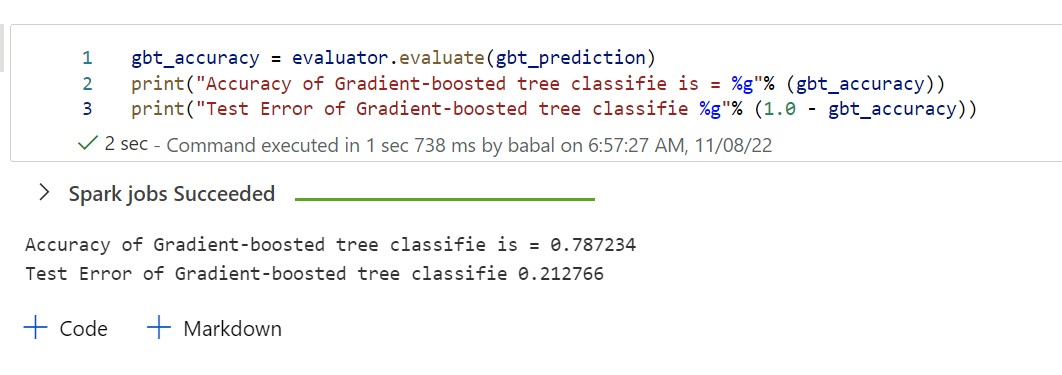 1 gbt_accuracy = evaluator.evaluate(gbt_prediction)
2 print("Accuracy of Gradient-boosted tree classifie is = %g"% (gbt_accuracy))
3 print("Test Error of Gradient-boosted tree classifie %g"% (1.0 - gbt_accuracy))
2 sec - Command executed in 1 sec 738 ms by babal on 6:57:27 AM, 11/08/22
Spark jobs Succeeded
Accuracy of Gradient-boosted tree classifie is = 0.787234
Test Error of Gradient-boosted tree classifie 0.212766
+ Code + Markdown